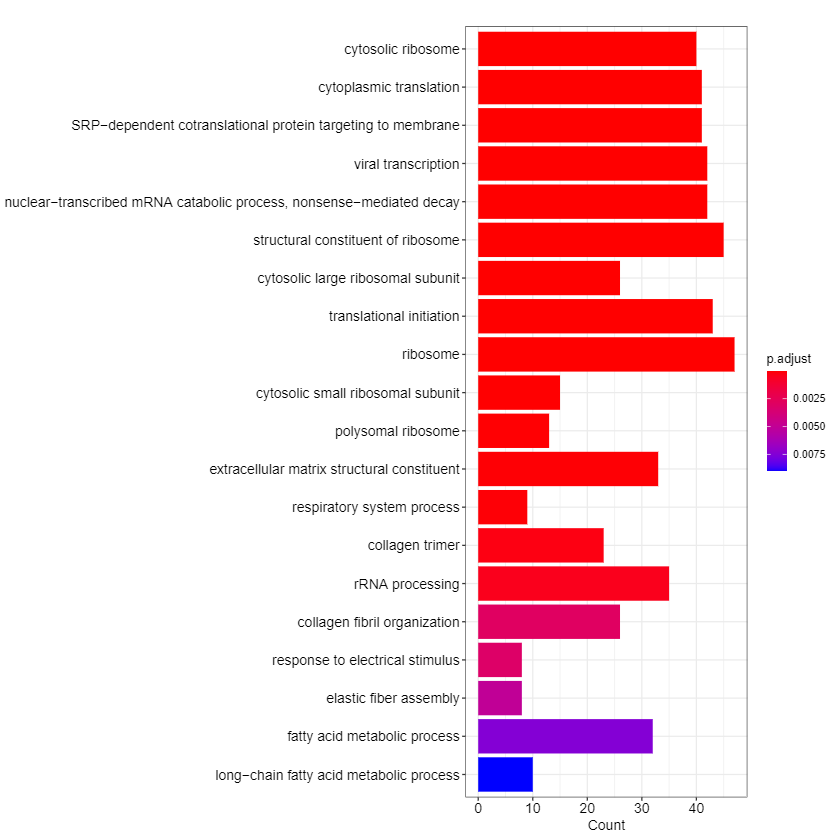 cytosolic ribosome
cytoplasmic translation
SRP−dependent cotranslational protein targeting to membrane
viral transcription
nuclear−transcribed mRNA catabolic process, nonsense−mediated decay
structural constituent of ribosome
cytosolic large ribosomal subunit
translational initiation
ribosome
cytosolic small ribosomal subunit
polysomal ribosome
extracellular matrix structural constituent
respiratory system process
collagen trimer
rRNA processing
collagen fibril organization
response to electrical stimulus
elastic fiber assembly
fatty acid metabolic process
long−chain fatty acid metabolic process
0 10 20 30 40
Count
p.adjust
0.0025
0.0050
0.0075